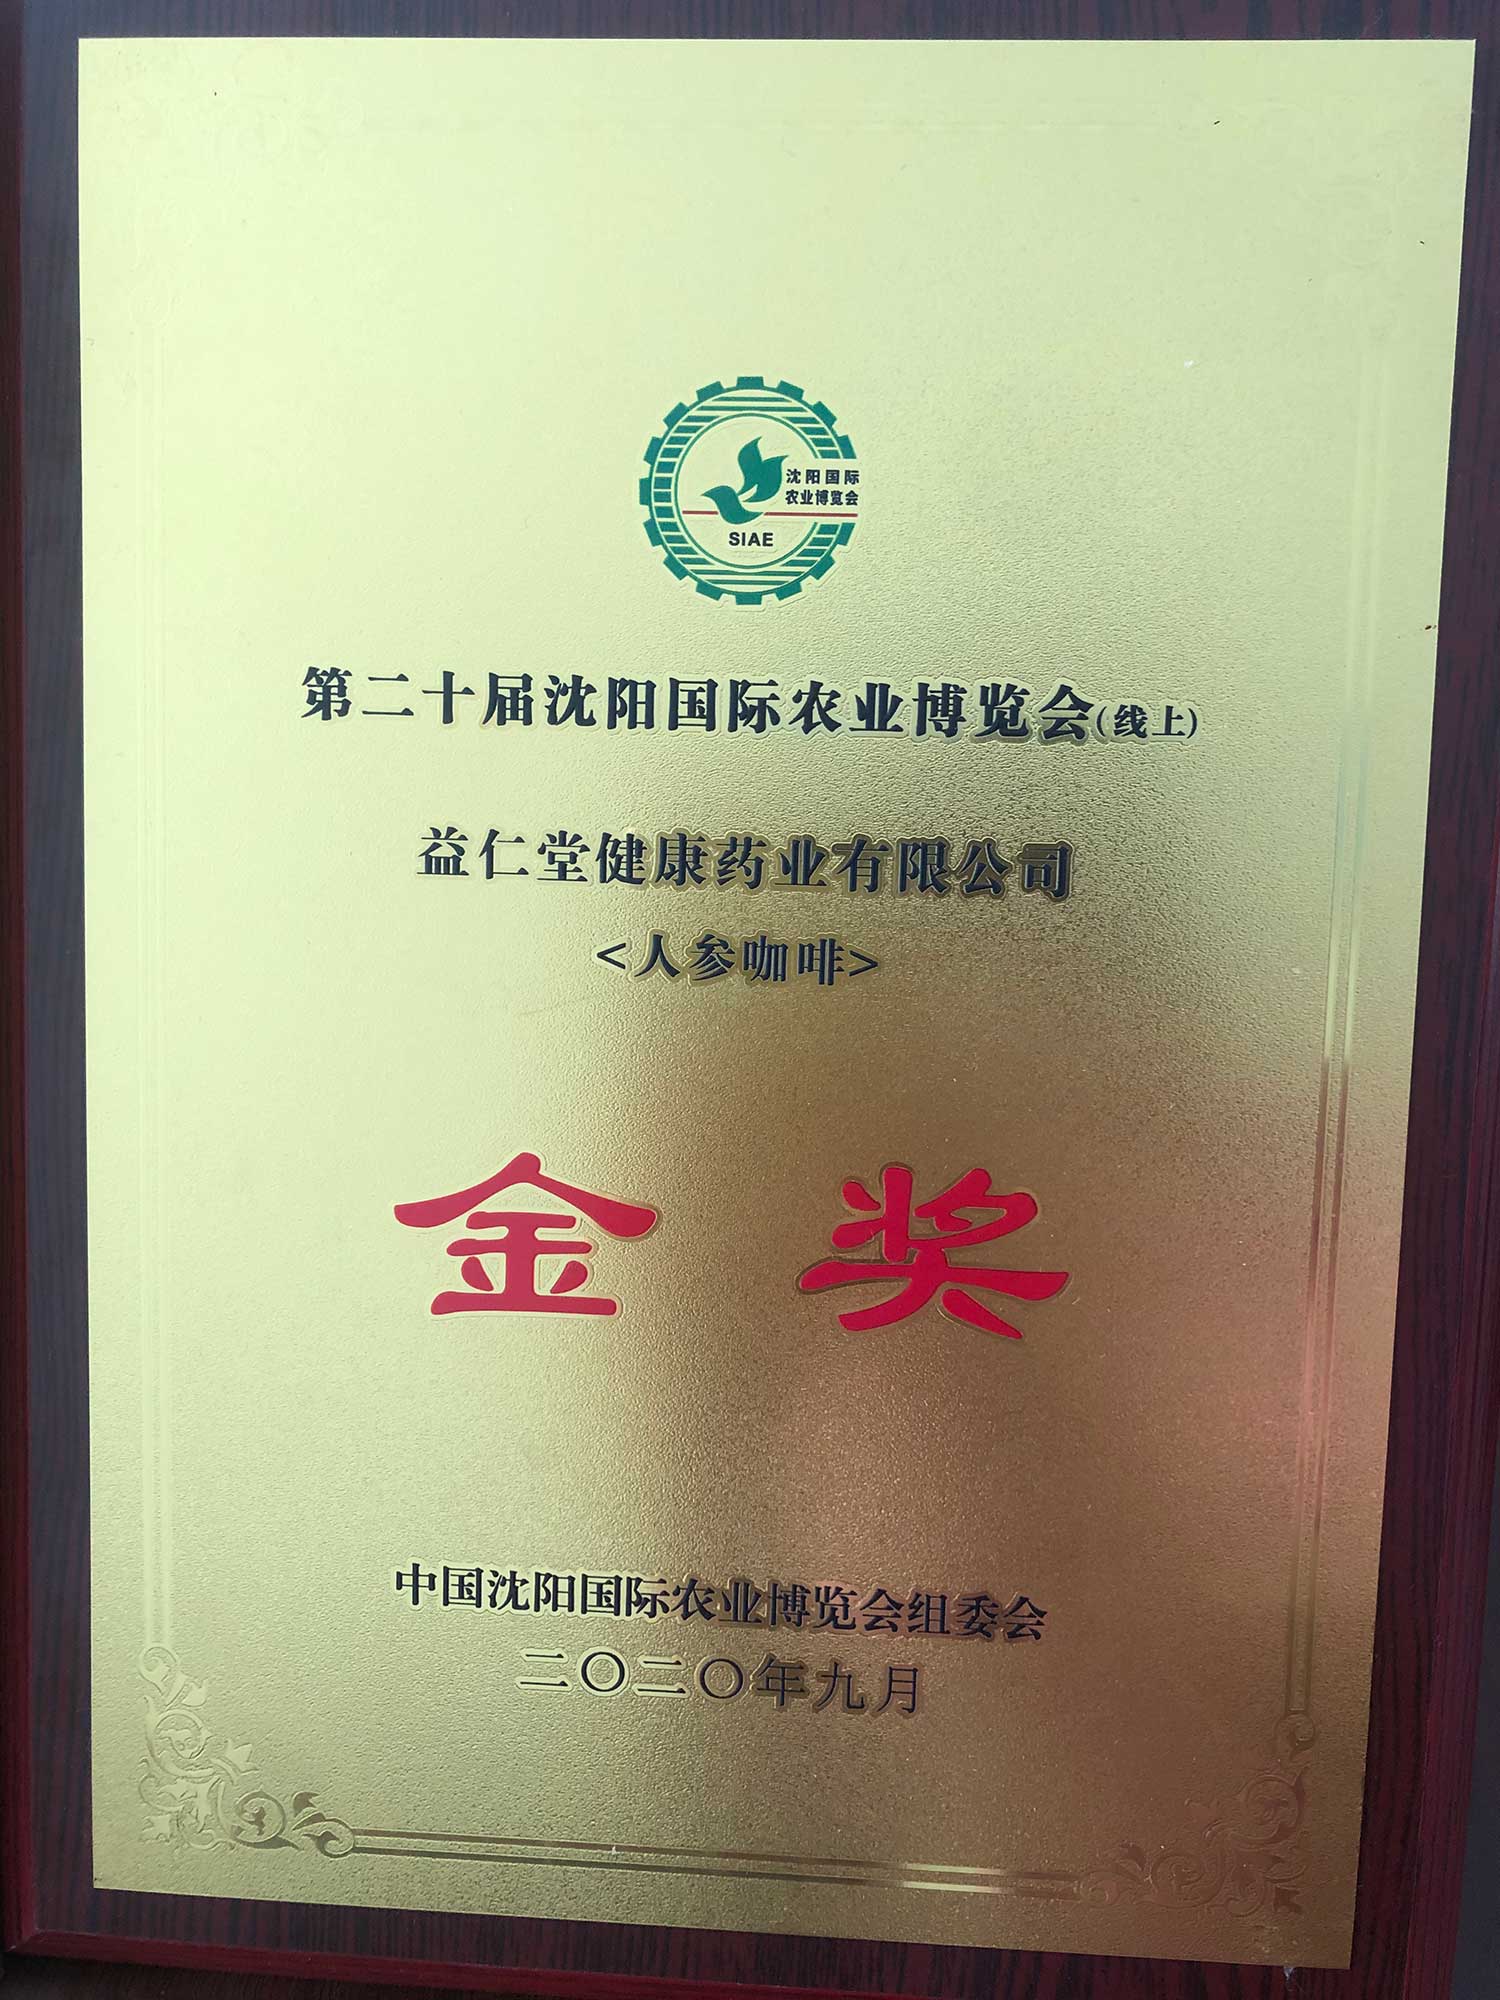 沈阳国际
农业博览会
SIAE
第二十届沈阳国际农业博览会(线上)
益仁堂健康药业有限公司
<人参咖啡>
金奖
中国沈阳国际农业博览会组委会
二〇二〇年九月